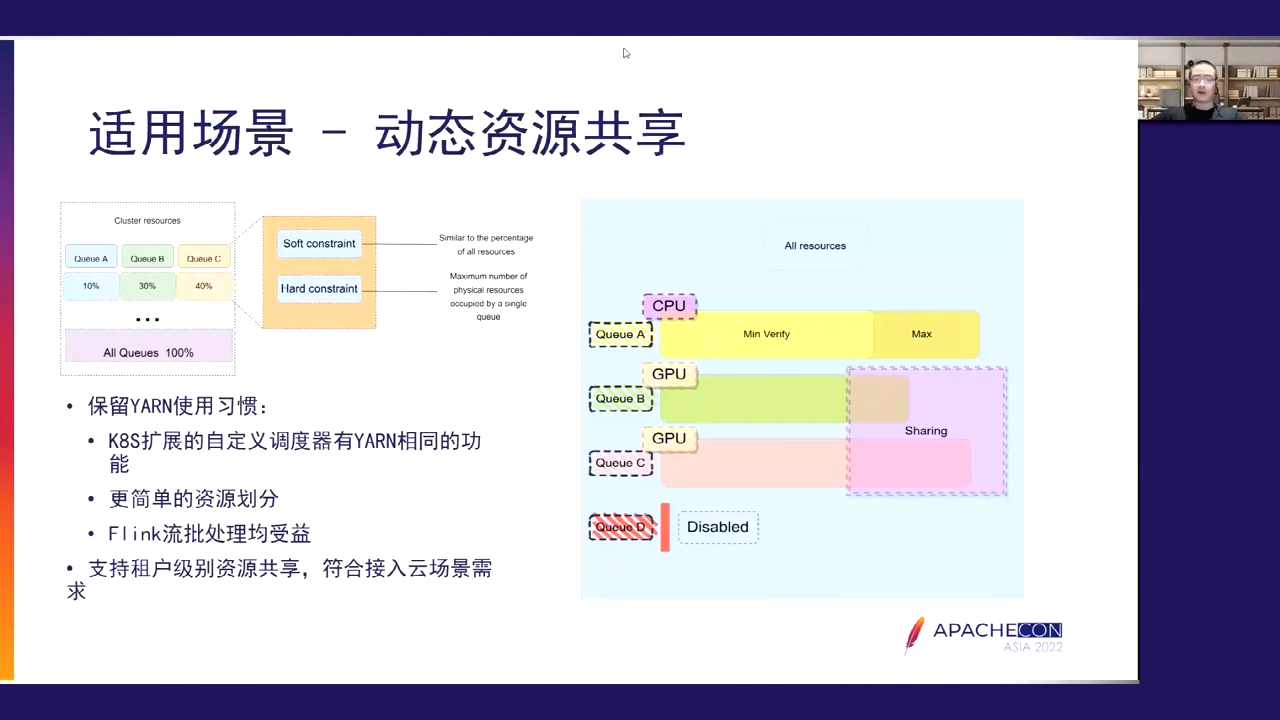 适用场景 - 动态资源共享
Cluster resources
Queue A
Queue B
Queue C
10%
30%
40%
...
All Queues 100%
Soft constraint
Hard constraint
Similar to the percentage
of all resources
Maximum number of
physical resources
occupied by a single
queue
• 保留YARN使用习惯：
• K8S扩展的自定义调度器有YARN相同的功
能
• 更简单的资源划分
• Flink流批处理均受益
• 支持租户级别资源共享，符合接入云场景需
求
All resources
CPU
Queue A
Min Verify
Max
GPU
Queue B
Sharing
GPU
Queue C
Queue D
Disabled
APACHECON
ASIA 2022